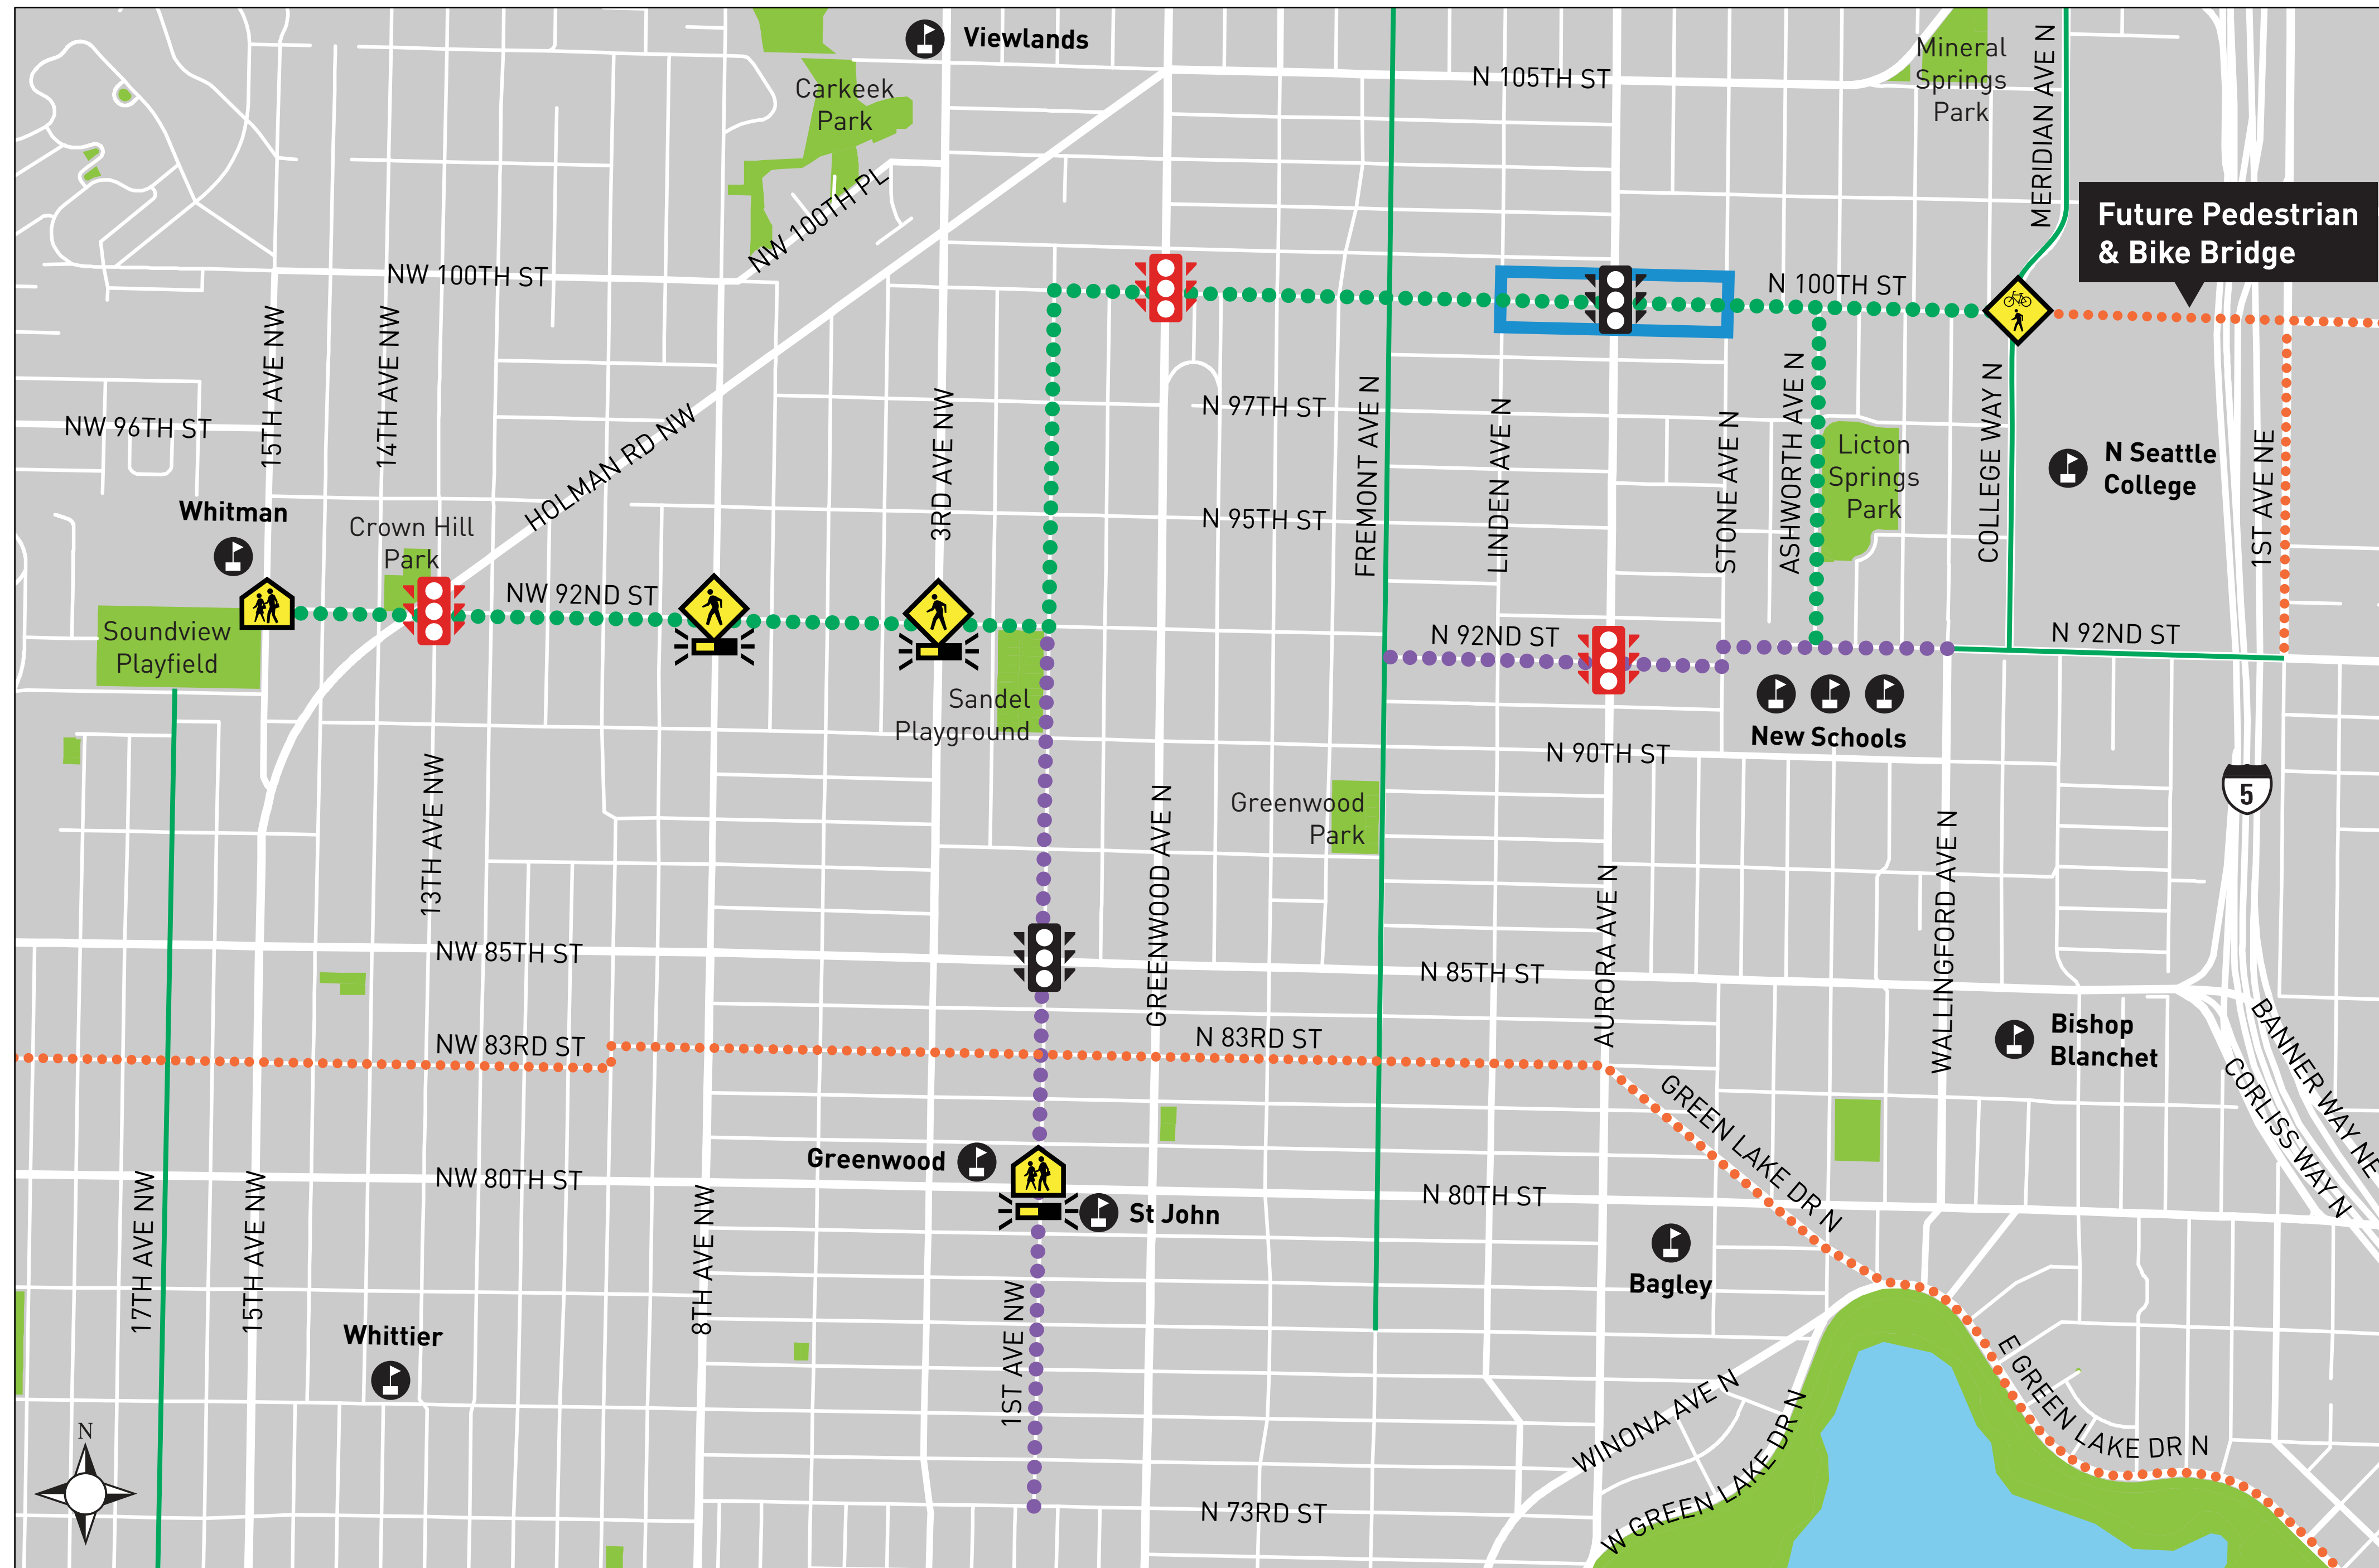 Viewlands
Carkeek
Park
N 105TH ST
Mineral
Springs
Park
MERIDIAN AVE N
Future Pedestrian
& Bike Bridge
NW 100TH PL
NW 100TH ST
N 100TH ST
15TH AVE NW
14TH AVE NW
NW 96TH ST
HOLMAN RD NW
3RD AVE NW
N 97TH ST
N 95TH ST
FREMONT AVE N
LINDEN AVE N
STONE AVE N
ASHWORTH AVE N
Licton
Springs
Park
COLLEGE WAY N
N Seattle
College
1ST AVE NE
Whitman
Crown Hill
Park
NW 92ND ST
N 92ND ST
N 92ND ST
Soundview
Playfield
Sandel
Playground
New Schools
N 90TH ST
Greenwood
Park
5
13TH AVE NW
GREENWOOD AVE N
AURORA AVE N
WALLINGFORD AVE N
NW 85TH ST
N 85TH ST
NW 83RD ST
N 83RD ST
Bishop
Blanchet
BANNER WAY NE
CORLISS WAY N
GREEN LAKE DR N
Greenwood
St John
NW 80TH ST
N 80TH ST
17TH AVE NW
15TH AVE NW
8TH AVE NW
1ST AVE NW
Bagley
Whittier
E GREEN LAKE DR N
WINONA AVE N
W GREEN LAKE DR N
N 73RD ST
N